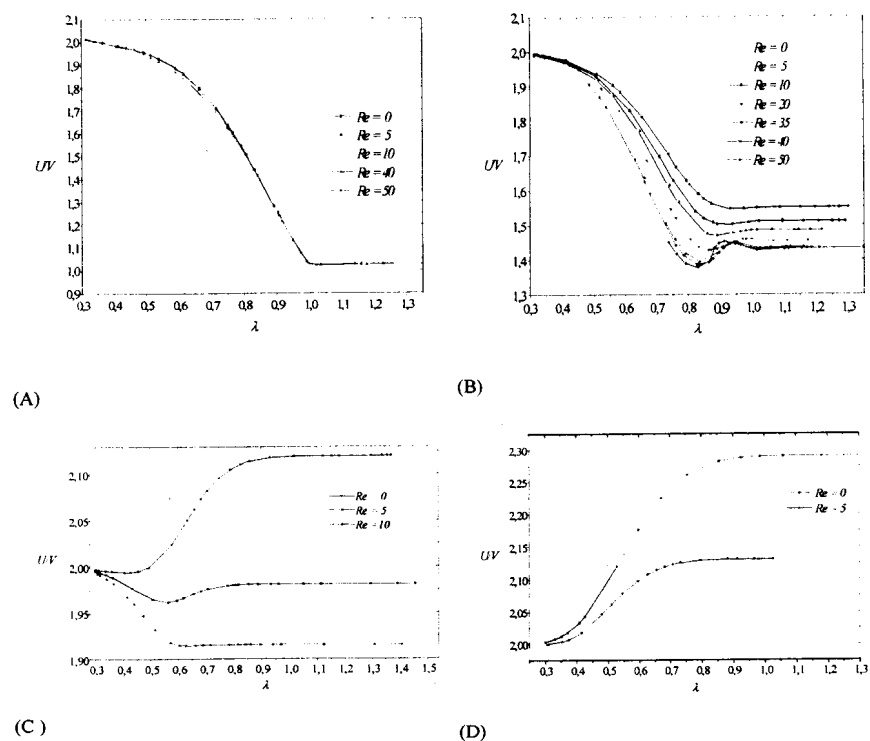 2,1
2,0
1,9
1,8
1,7
1,6
1,5
1,4
1,3
1,2
1,1
1,0
0,9
UV
0,3 0,4 0,5 0,6 0,7 0,8 0,9 1,0 1,1 1,2 1,3
λ
Re = 0
Re = 5
Re = 10
Re = 40
Re = 50
(A)
2,1
2,0
1,9
1,8
1,7
1,6
1,5
1,4
1,3
UV
0,3 0,4 0,5 0,6 0,7 0,8 0,9 1,0 1,1 1,2 1,3
λ
Re = 0
Re = 5
Re = 10
Re = 20
Re = 35
Re = 40
Re = 50
(B)
2,10
2,05
2,00
1,95
1,90
U/V
0,3 0,4 0,5 0,6 0,7 0,8 0,9 1,0 1,1 1,2 1,3 1,4 1,5
λ
Re 0
Re = 5
Re = 10
(C )
2,30
2,25
2,20
2,15
2,10
2,05
2,00
U/V
0,3 0,4 0,5 0,6 0,7 0,8 0,9 1,0 1,1 1,2 1,3
λ
Re = 0
Re - 5
(D)